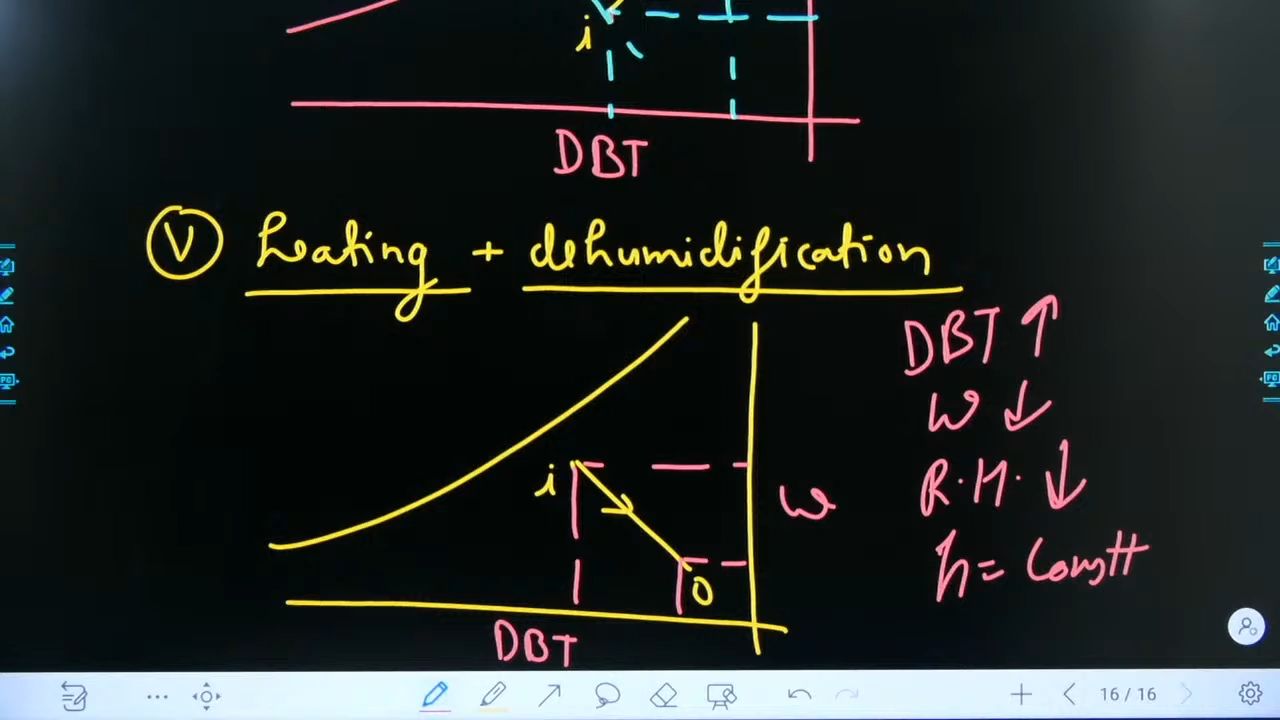 i
DBT
V heating + dehumidification
DBT ↑
W ↓
R.H. ↓
h = Constt
i
W
O
DBT
16 / 16